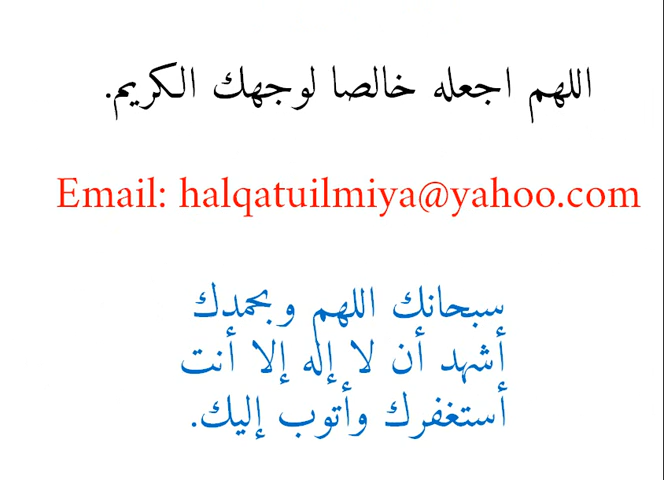 اللهم اجعله خالصا لوجهك الكريم.
Email: halqatuilmiya@yahoo.com
سبحانك اللهم وبحمدك
أشهد أن لا إله إلا أنت
أستغفرك وأتوب إليك.